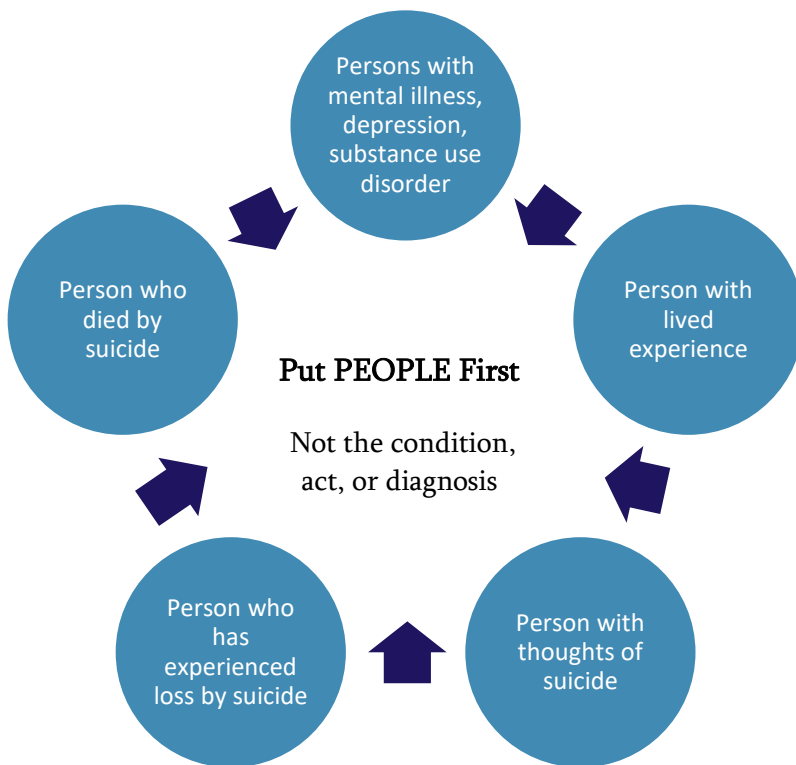 Persons with
mental illness,
depression,
substance use
disorder
Person who
died by
suicide
Person with
lived
experience
Put PEOPLE First
Not the condition,
act, or diagnosis
Person who
has
experienced
loss by suicide
Person with
thoughts of
suicide